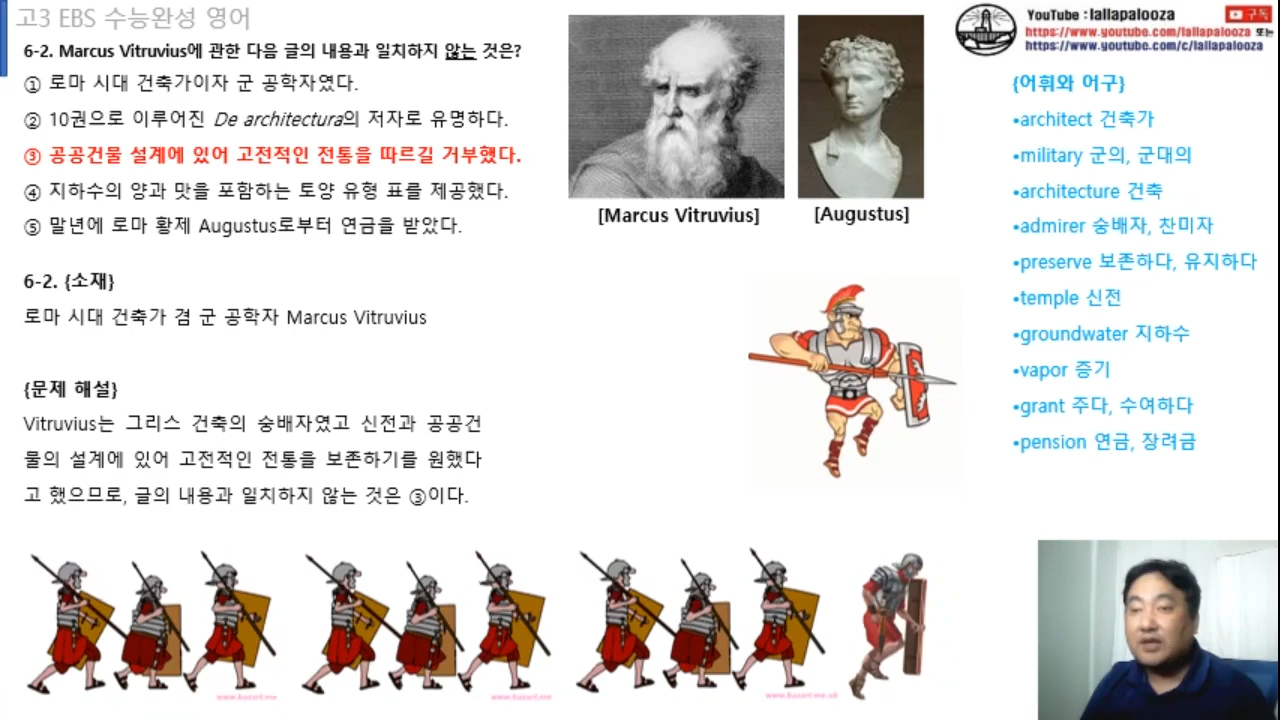 고3 EBS 수능완성 영어
6-2. Marcus Vitruvius에 관한 다음 글의 내용과 일치하지 않는 것은?
① 로마 시대 건축가이자 군 공학자였다.
② 10권으로 이루어진 De architectura의 저자로 유명하다.
③ 공공건물 설계에 있어 고전적인 전통을 따르길 거부했다.
④ 지하수의 양과 맛을 포함하는 토양 유형 표를 제공했다.
⑤ 말년에 로마 황제 Augustus로부터 연금을 받았다.
6-2. {소재}
로마 시대 건축가 겸 군 공학자 Marcus Vitruvius
{문제 해설}
Vitruvius는 그리스 건축의 숭배자였고 신전과 공공건
물의 설계에 있어 고전적인 전통을 보존하기를 원했다
고 했으므로, 글의 내용과 일치하지 않는 것은 ③이다.
[Marcus Vitruvius]
[Augustus]
YouTube : lallapalooza
구독
https://www.youtube.com/lallapalooza 또는
https://www.youtube.com/c/lallapalooza
{어휘와 어구}
•architect 건축가
•military 군의, 군대의
•architecture 건축
•admirer 숭배자, 찬미자
•preserve 보존하다, 유지하다
•temple 신전
•groundwater 지하수
•vapor 증기
•grant 주다, 수여하다
•pension 연금, 장려금